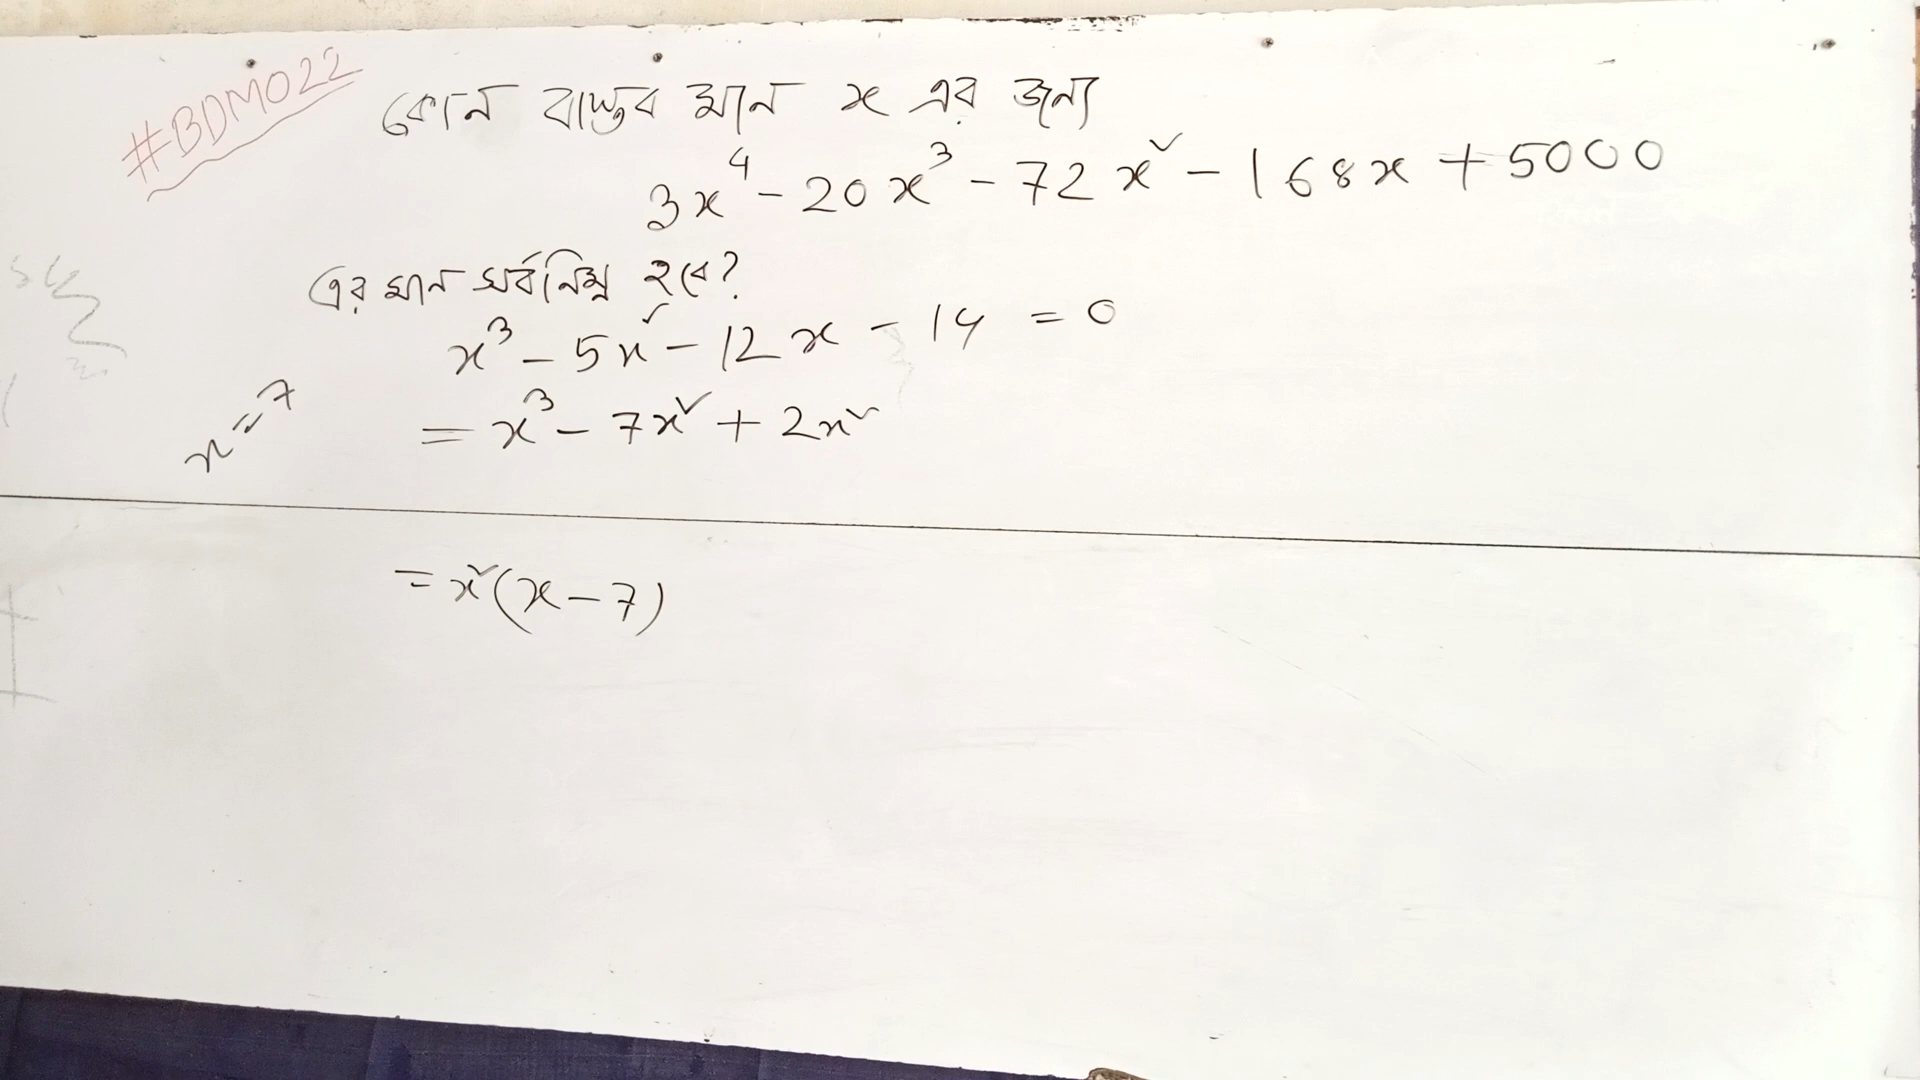 #BDMO22
কোন বাস্তব মান x এর জন্য
3x⁴ - 20x³ - 72x² - 168x + 5000
এর মান সর্বনিম্ন হবে?
x³ - 5x² - 12x - 14 = 0
x = 7
= x³ - 7x² + 2x²
= x²(x - 7)